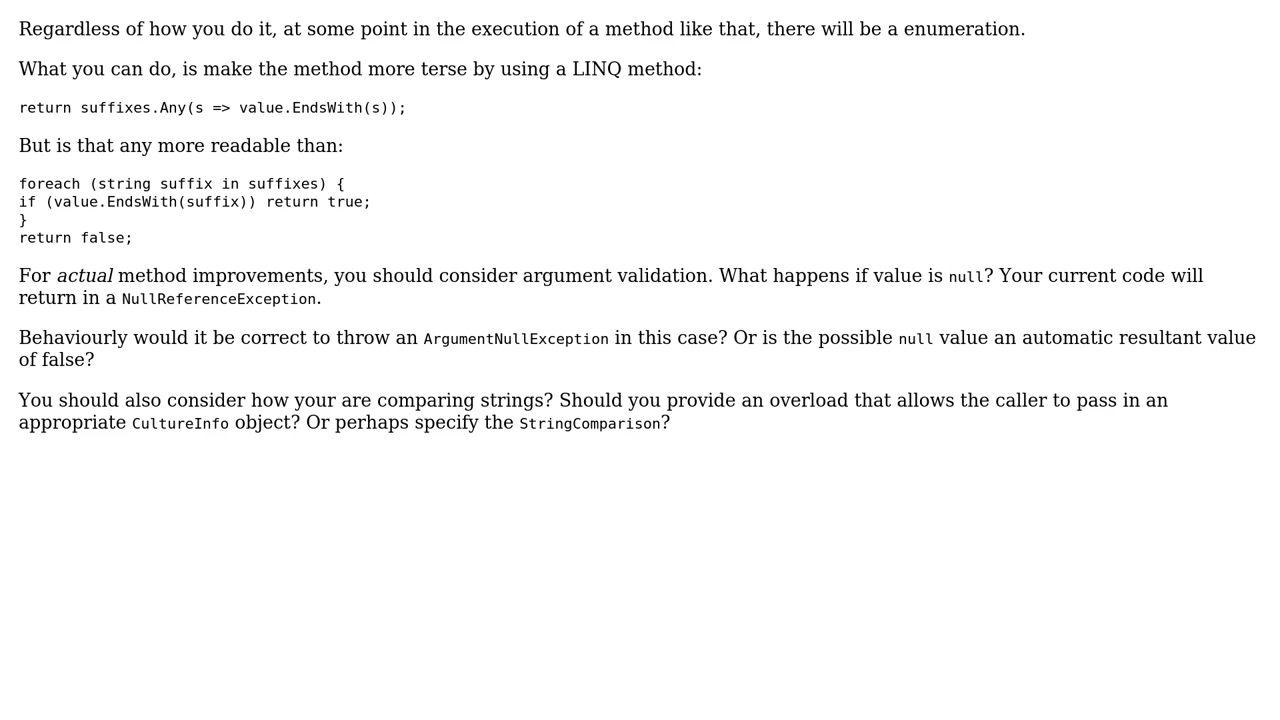 Regardless of how you do it, at some point in the execution of a method like that, there will be a enumeration.
What you can do, is make the method more terse by using a LINQ method:
return suffixes.Any(s => value.EndsWith(s));
But is that any more readable than:
foreach (string suffix in suffixes) {
if (value.EndsWith(suffix)) return true;
}
return false;
For actual method improvements, you should consider argument validation. What happens if value is null? Your current code will
return in a NullReferenceException.
Behaviourly would it be correct to throw an ArgumentNullException in this case? Or is the possible null value an automatic resultant value
of false?
You should also consider how your are comparing strings? Should you provide an overload that allows the caller to pass in an
appropriate CultureInfo object? Or perhaps specify the StringComparison?